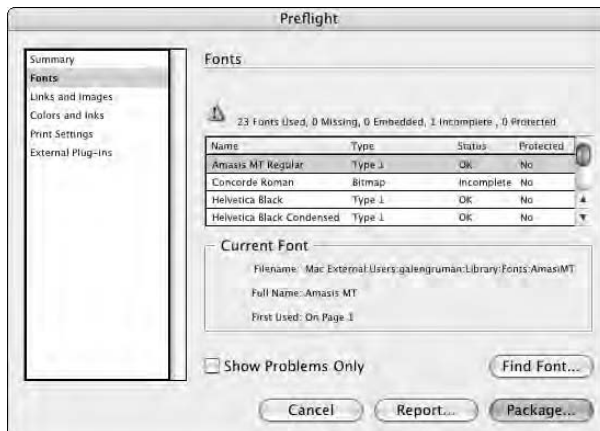 Preflight
Summary
Fonts
Links and Images
Colors and Inks
Print Settings
External Plug-ins
Fonts
23 Fonts Used, 0 Missing, 0 Embedded, 1 Incomplete , 0 Protected
Name Type Status Protected
Amasis MT Regular Type 1 OK No
Concorde Roman Bitmap Incomplete No
Helvetica Black Type 1 OK No
Helvetica Black Condensed Type 1 OK No
Current Font
Filename: Mac External:Users:galengruman:Library:Fonts:AmasiMT
Full Name: Amasis MT
First Used: On Page 1
Show Problems Only
Find Font...
Cancel
Report...
Package...